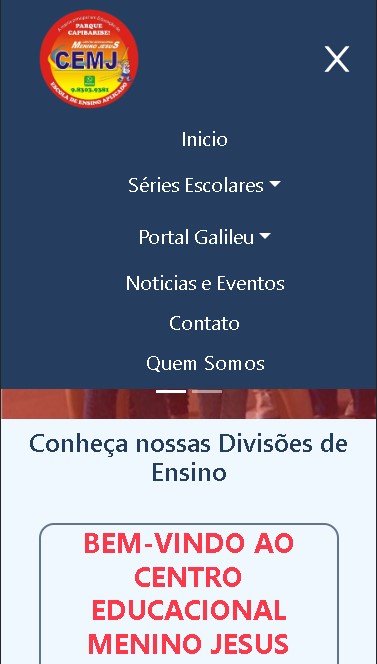 PARQUE
CAPIBARIBE!
MENINO JESUS
CEMJ
ESCOLA DE ENSINO APLICADO
X
Inicio
Séries Escolares
Portal Galileu
Noticias e Eventos
Contato
Quem Somos
Conheça nossas Divisões de
Ensino
BEM-VINDO AO
CENTRO
EDUCACIONAL
MENINO JESUS